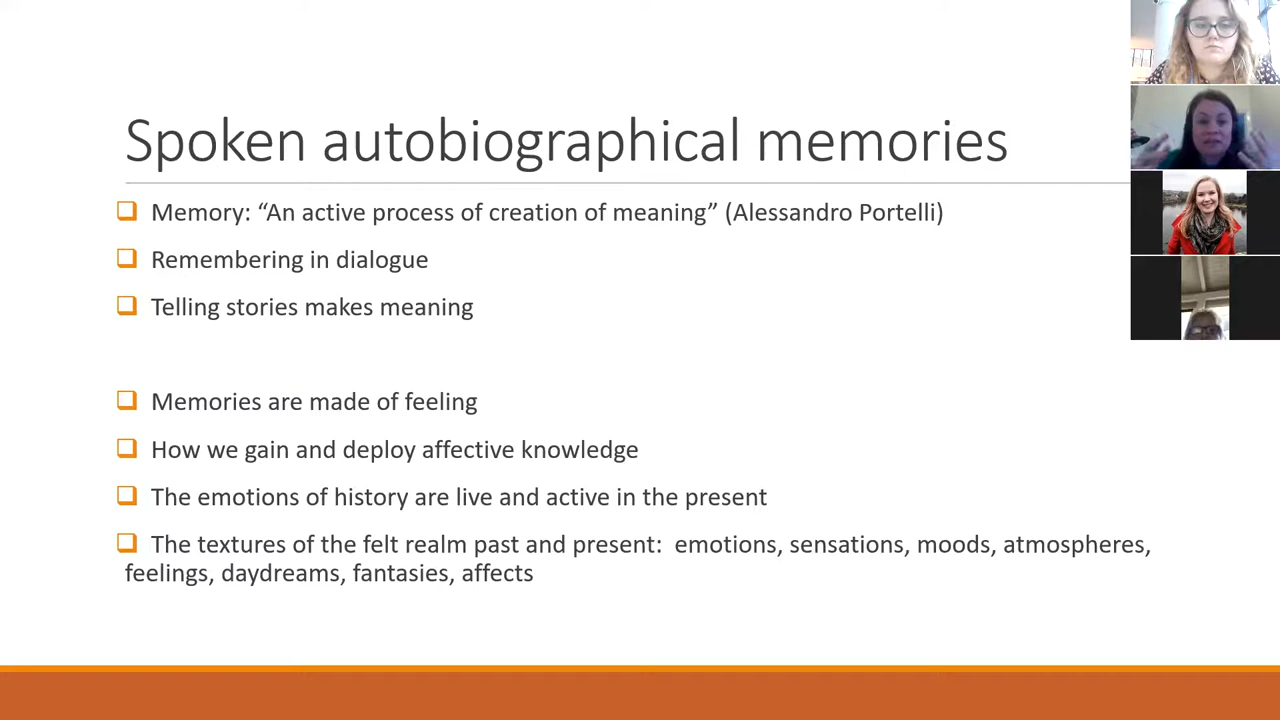 Spoken autobiographical memories
❑ Memory: “An active process of creation of meaning” (Alessandro Portelli)
❑ Remembering in dialogue
❑ Telling stories makes meaning
❑ Memories are made of feeling
❑ How we gain and deploy affective knowledge
❑ The emotions of history are live and active in the present
❑ The textures of the felt realm past and present:  emotions, sensations, moods, atmospheres,
feelings, daydreams, fantasies, affects